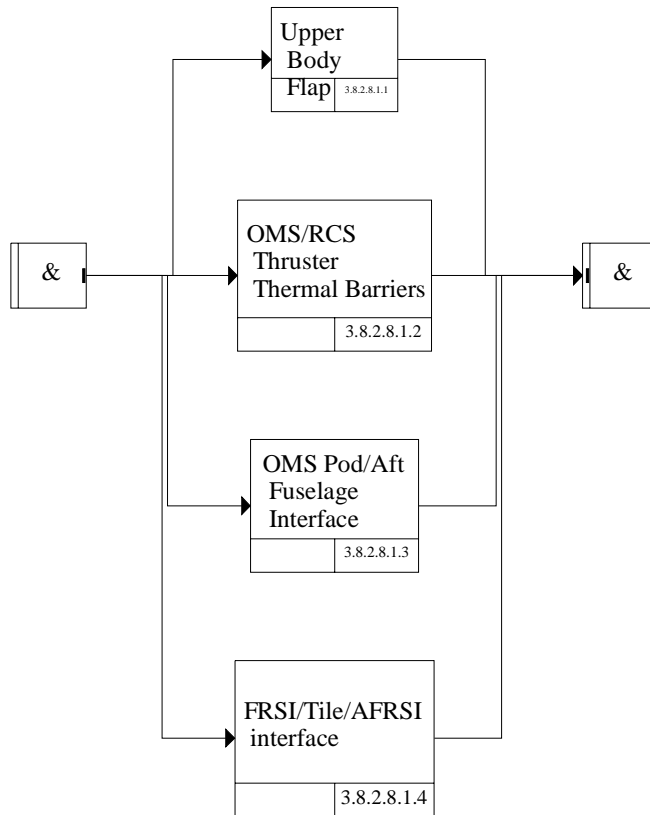 Upper
Body
Flap
3.8.2.8.1.1
&
OMS/RCS
Thruster
Thermal Barriers
3.8.2.8.1.2
&
OMS Pod/Aft
Fuselage
Interface
3.8.2.8.1.3
FRSI/Tile/AFRSI
interface
3.8.2.8.1.4